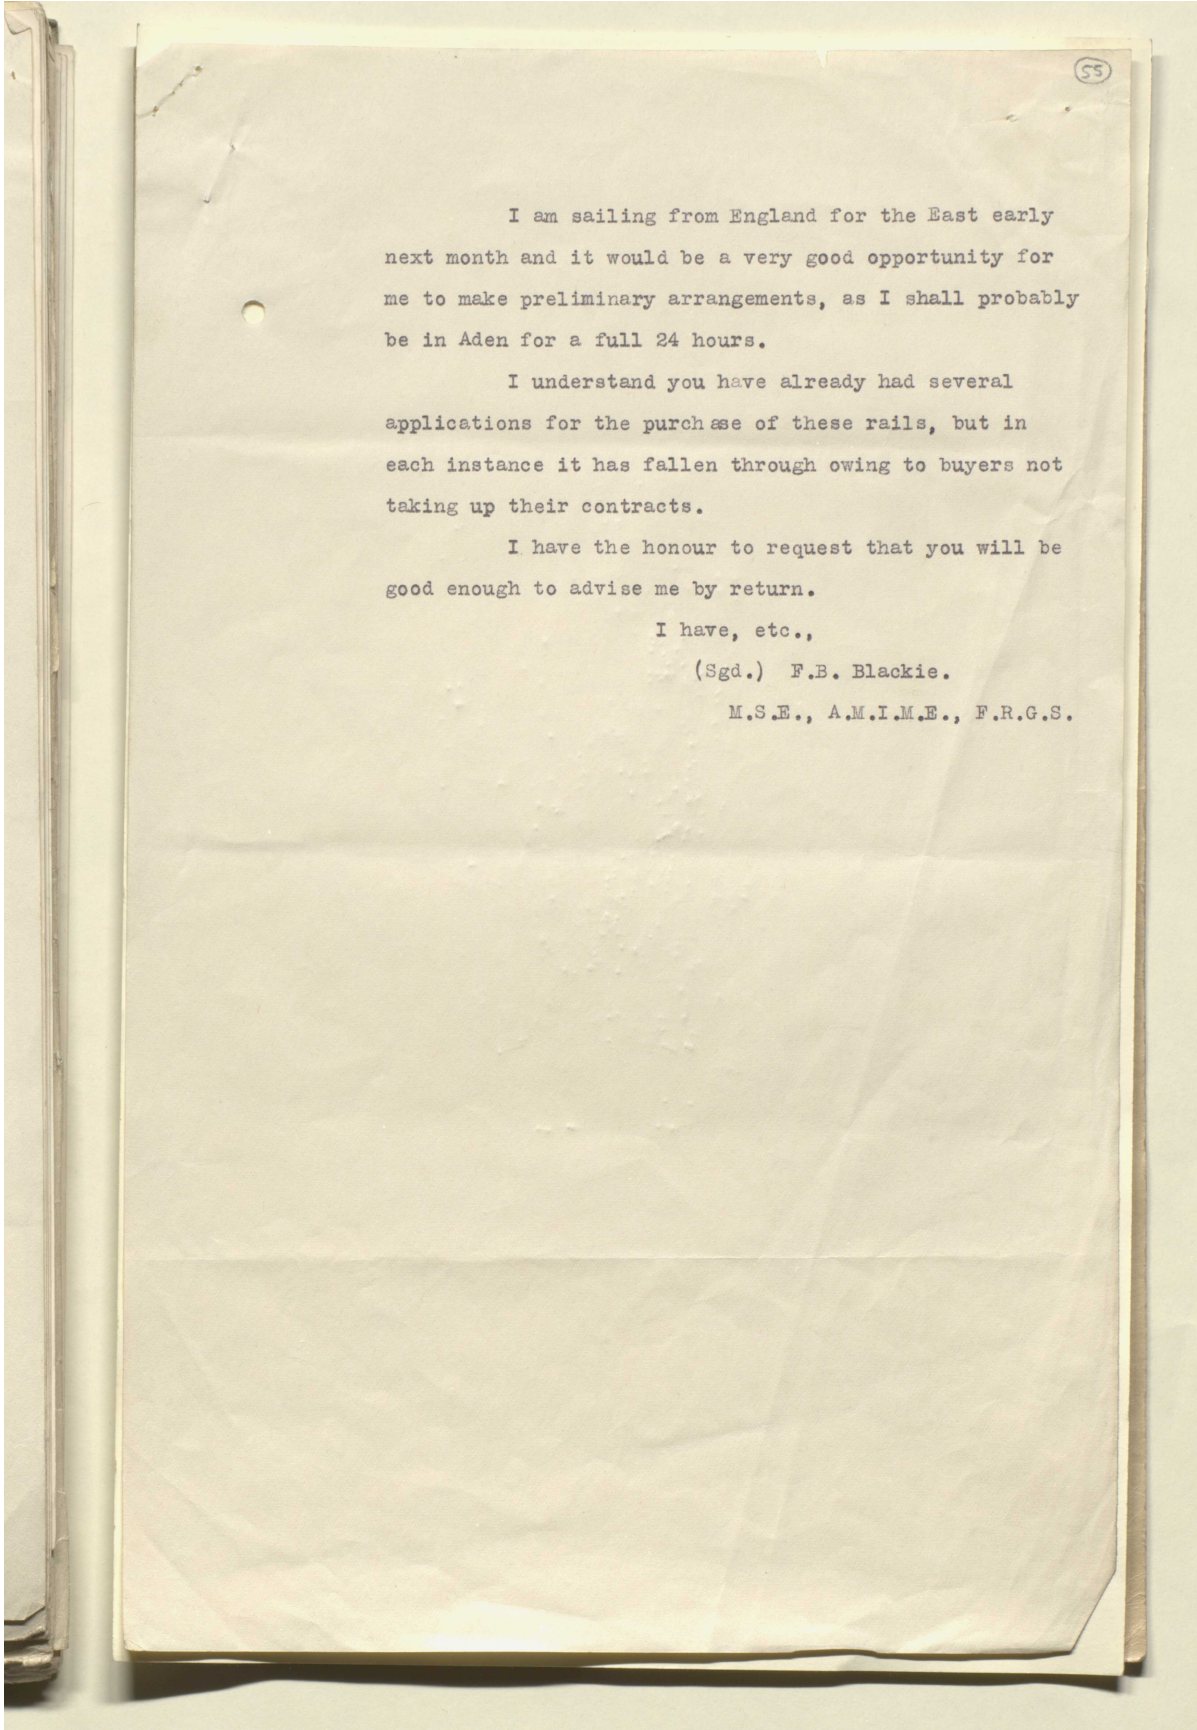 55
I am sailing from England for the East early
next month and it would be a very good opportunity for
me to make preliminary arrangements, as I shall probably
be in Aden for a full 24 hours.
I understand you have already had several
applications for the purchase of these rails, but in
each instance it has fallen through owing to buyers not
taking up their contracts.
I have the honour to request that you will be
good enough to advise me by return.
I have, etc.,
(Sgd.) F.B. Blackie.
M.S.E., A.M.I.M.E., F.R.G.S.